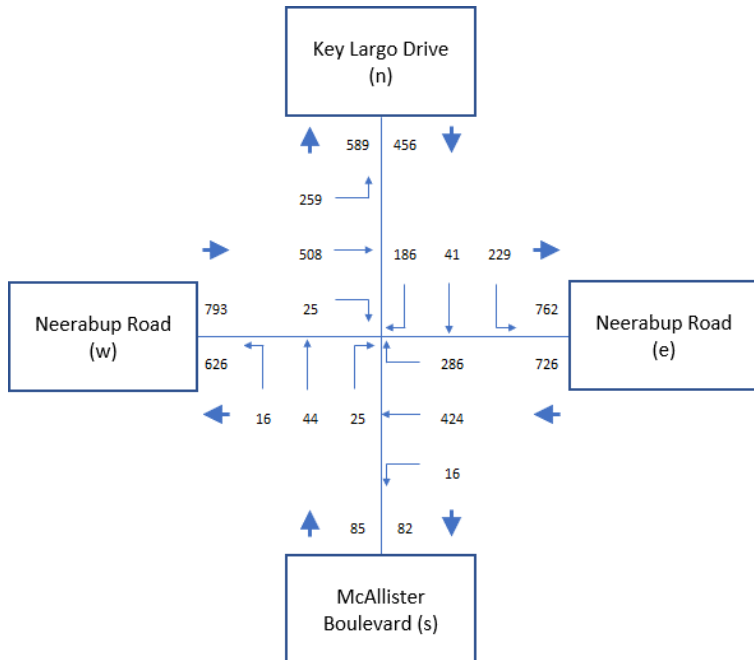 Key Largo Drive
(n)
589 456
259
508 186 41 229
Neerabup Road
(w)
793 25 762
Neerabup Road
(e)
626 286 726
16 44 25 424
16
85 82
McAllister
Boulevard (s)